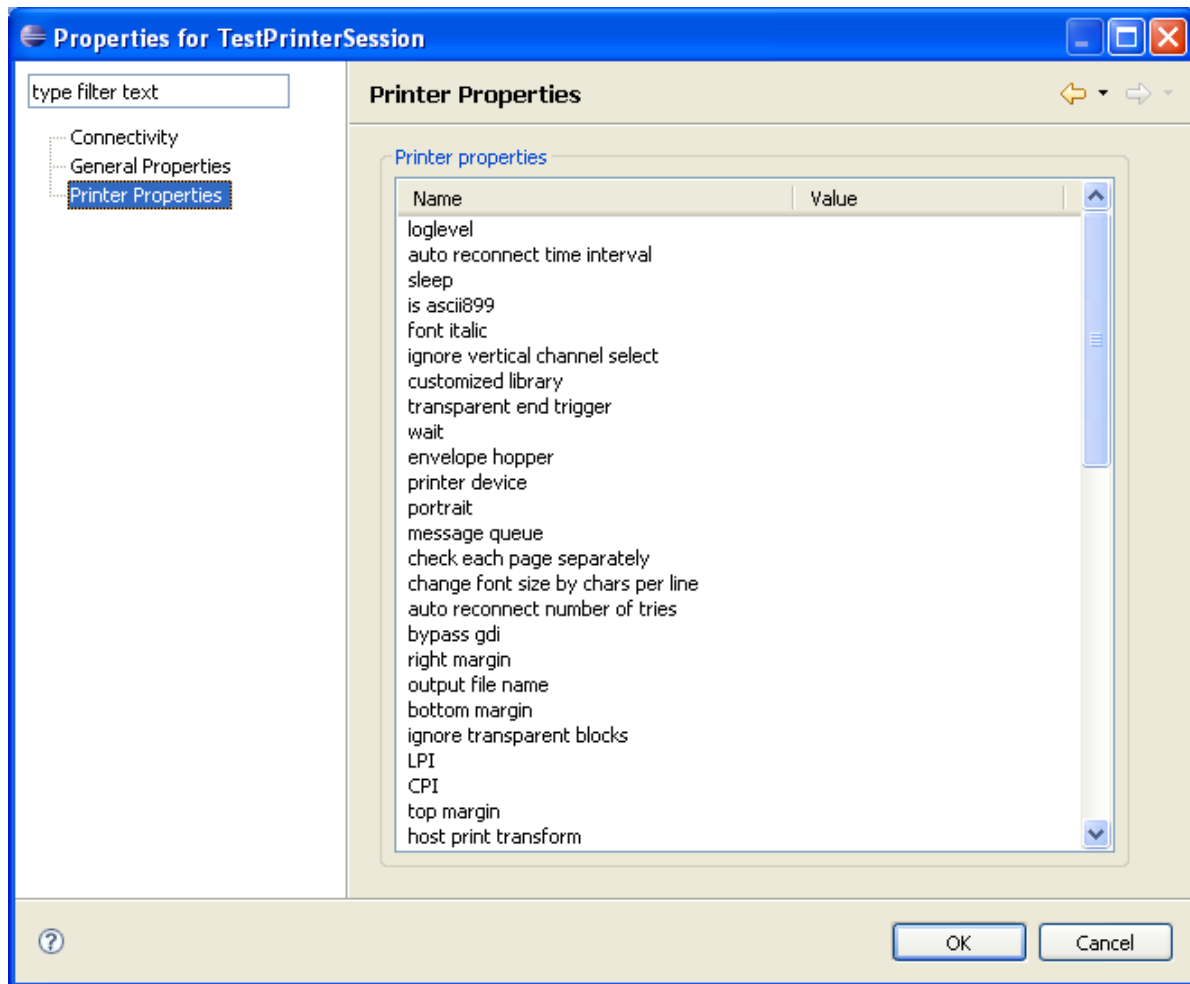 Properties for TestPrinterSession
type filter text
Connectivity
General Properties
Printer Properties
Printer Properties
Printer properties
Name Value
loglevel
auto reconnect time interval
sleep
is ascii899
font italic
ignore vertical channel select
customized library
transparent end trigger
wait
envelope hopper
printer device
portrait
message queue
check each page separately
change font size by chars per line
auto reconnect number of tries
bypass gdi
right margin
output file name
bottom margin
ignore transparent blocks
LPI
CPI
top margin
host print transform
?
OK Cancel